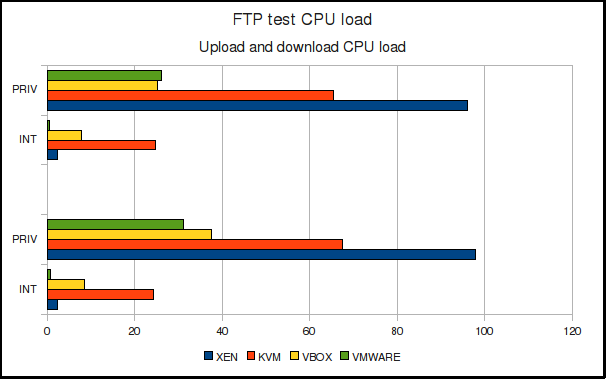 FTP test CPU load
Upload and download CPU load
PRIV
INT
PRIV
INT
0 20 40 60 80 100 120
XEN KVM VBOX VMWARE